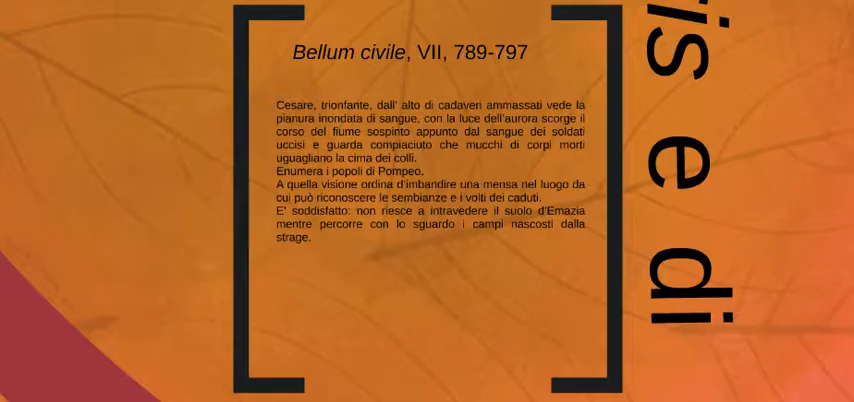 Bellum civile, VII, 789-797
Cesare, trionfante, dall' alto di cadaveri ammassati vede la
pianura inondata di sangue, con la luce dell'aurora scorge il
corso del fiume sospinto appunto dal sangue dei soldati
uccisi e guarda compiaciuto che mucchi di corpi morti
uguagliano la cima dei colli.
Enumera i popoli di Pompeo.
A quella visione ordina d'imbandire una mensa nel luogo da
cui può riconoscere le sembianze e i volti dei caduti.
E' soddisfatto: non riesce a intravedere il suolo d'Emazia
mentre percorre con lo sguardo i campi nascosti dalla
strage.
is e di